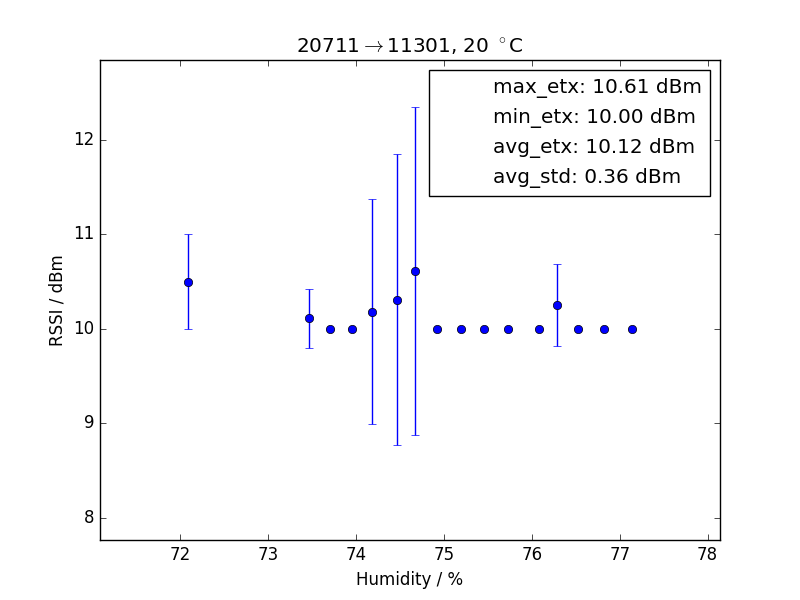 20711→11301, 20 °C
max_etx: 10.61 dBm
min_etx: 10.00 dBm
avg_etx: 10.12 dBm
avg_std: 0.36 dBm
12
11
10
9
8
RSSI / dBm
72 73 74 75 76 77 78
Humidity / %